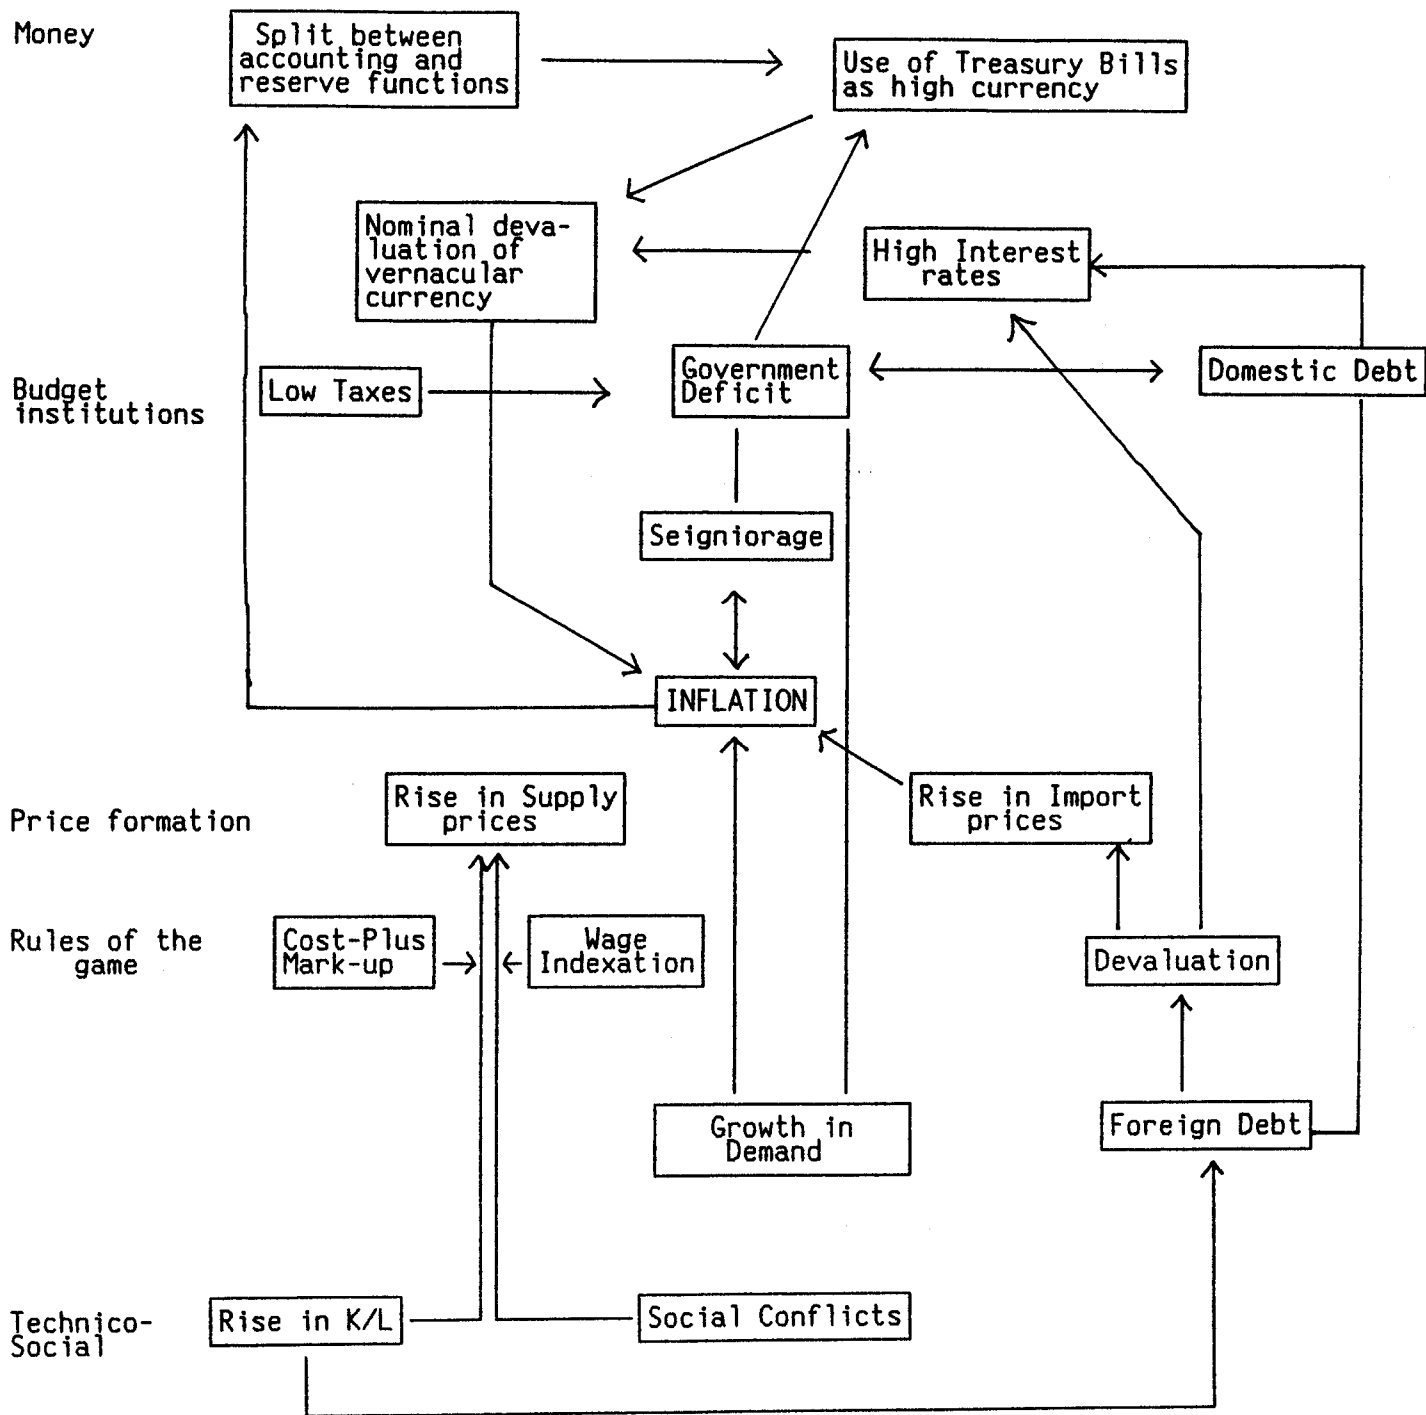 Money
Split between
accounting and
reserve functions
Use of Treasury Bills
as high currency
Nominal deva-
luation of
vernacular
currency
High Interest
rates
Budget
institutions
Low Taxes
Government
Deficit
Domestic Debt
Seigniorage
INFLATION
Price formation
Rise in Supply
prices
Rise in Import
prices
Rules of the
game
Cost-Plus
Mark-up
Wage
Indexation
Devaluation
Growth in
Demand
Foreign Debt
Technico-
Social
Rise in K/L
Social Conflicts